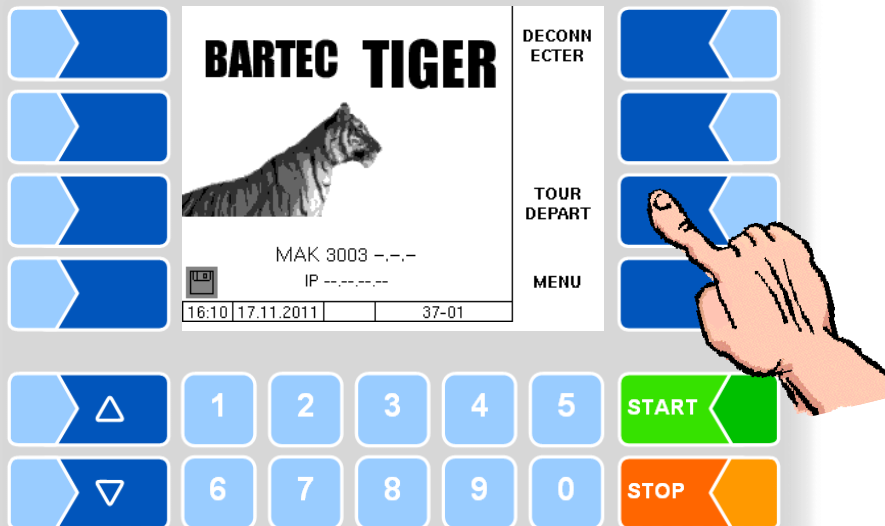 BARTEC TIGER
DECONN
ECTER
TOUR
DEPART
MAK 3003 -.-.-
IP --.--.--.--
MENU
16:10 17.11.2011 37-01
1 2 3 4 5 START
6 7 8 9 0 STOP